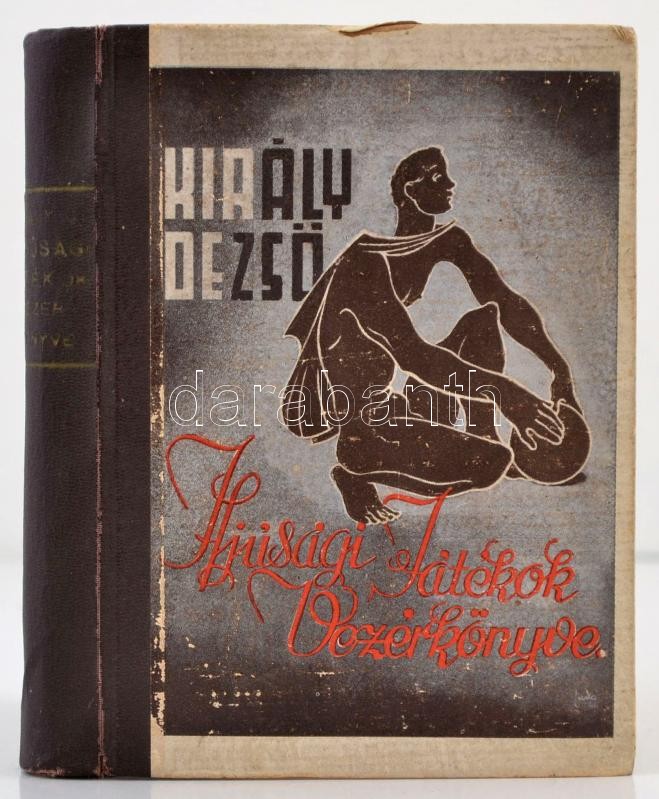 KIRÁLY
DEZSŐ
Ifjúsági Játékok
Vezérkönyve
darabanth